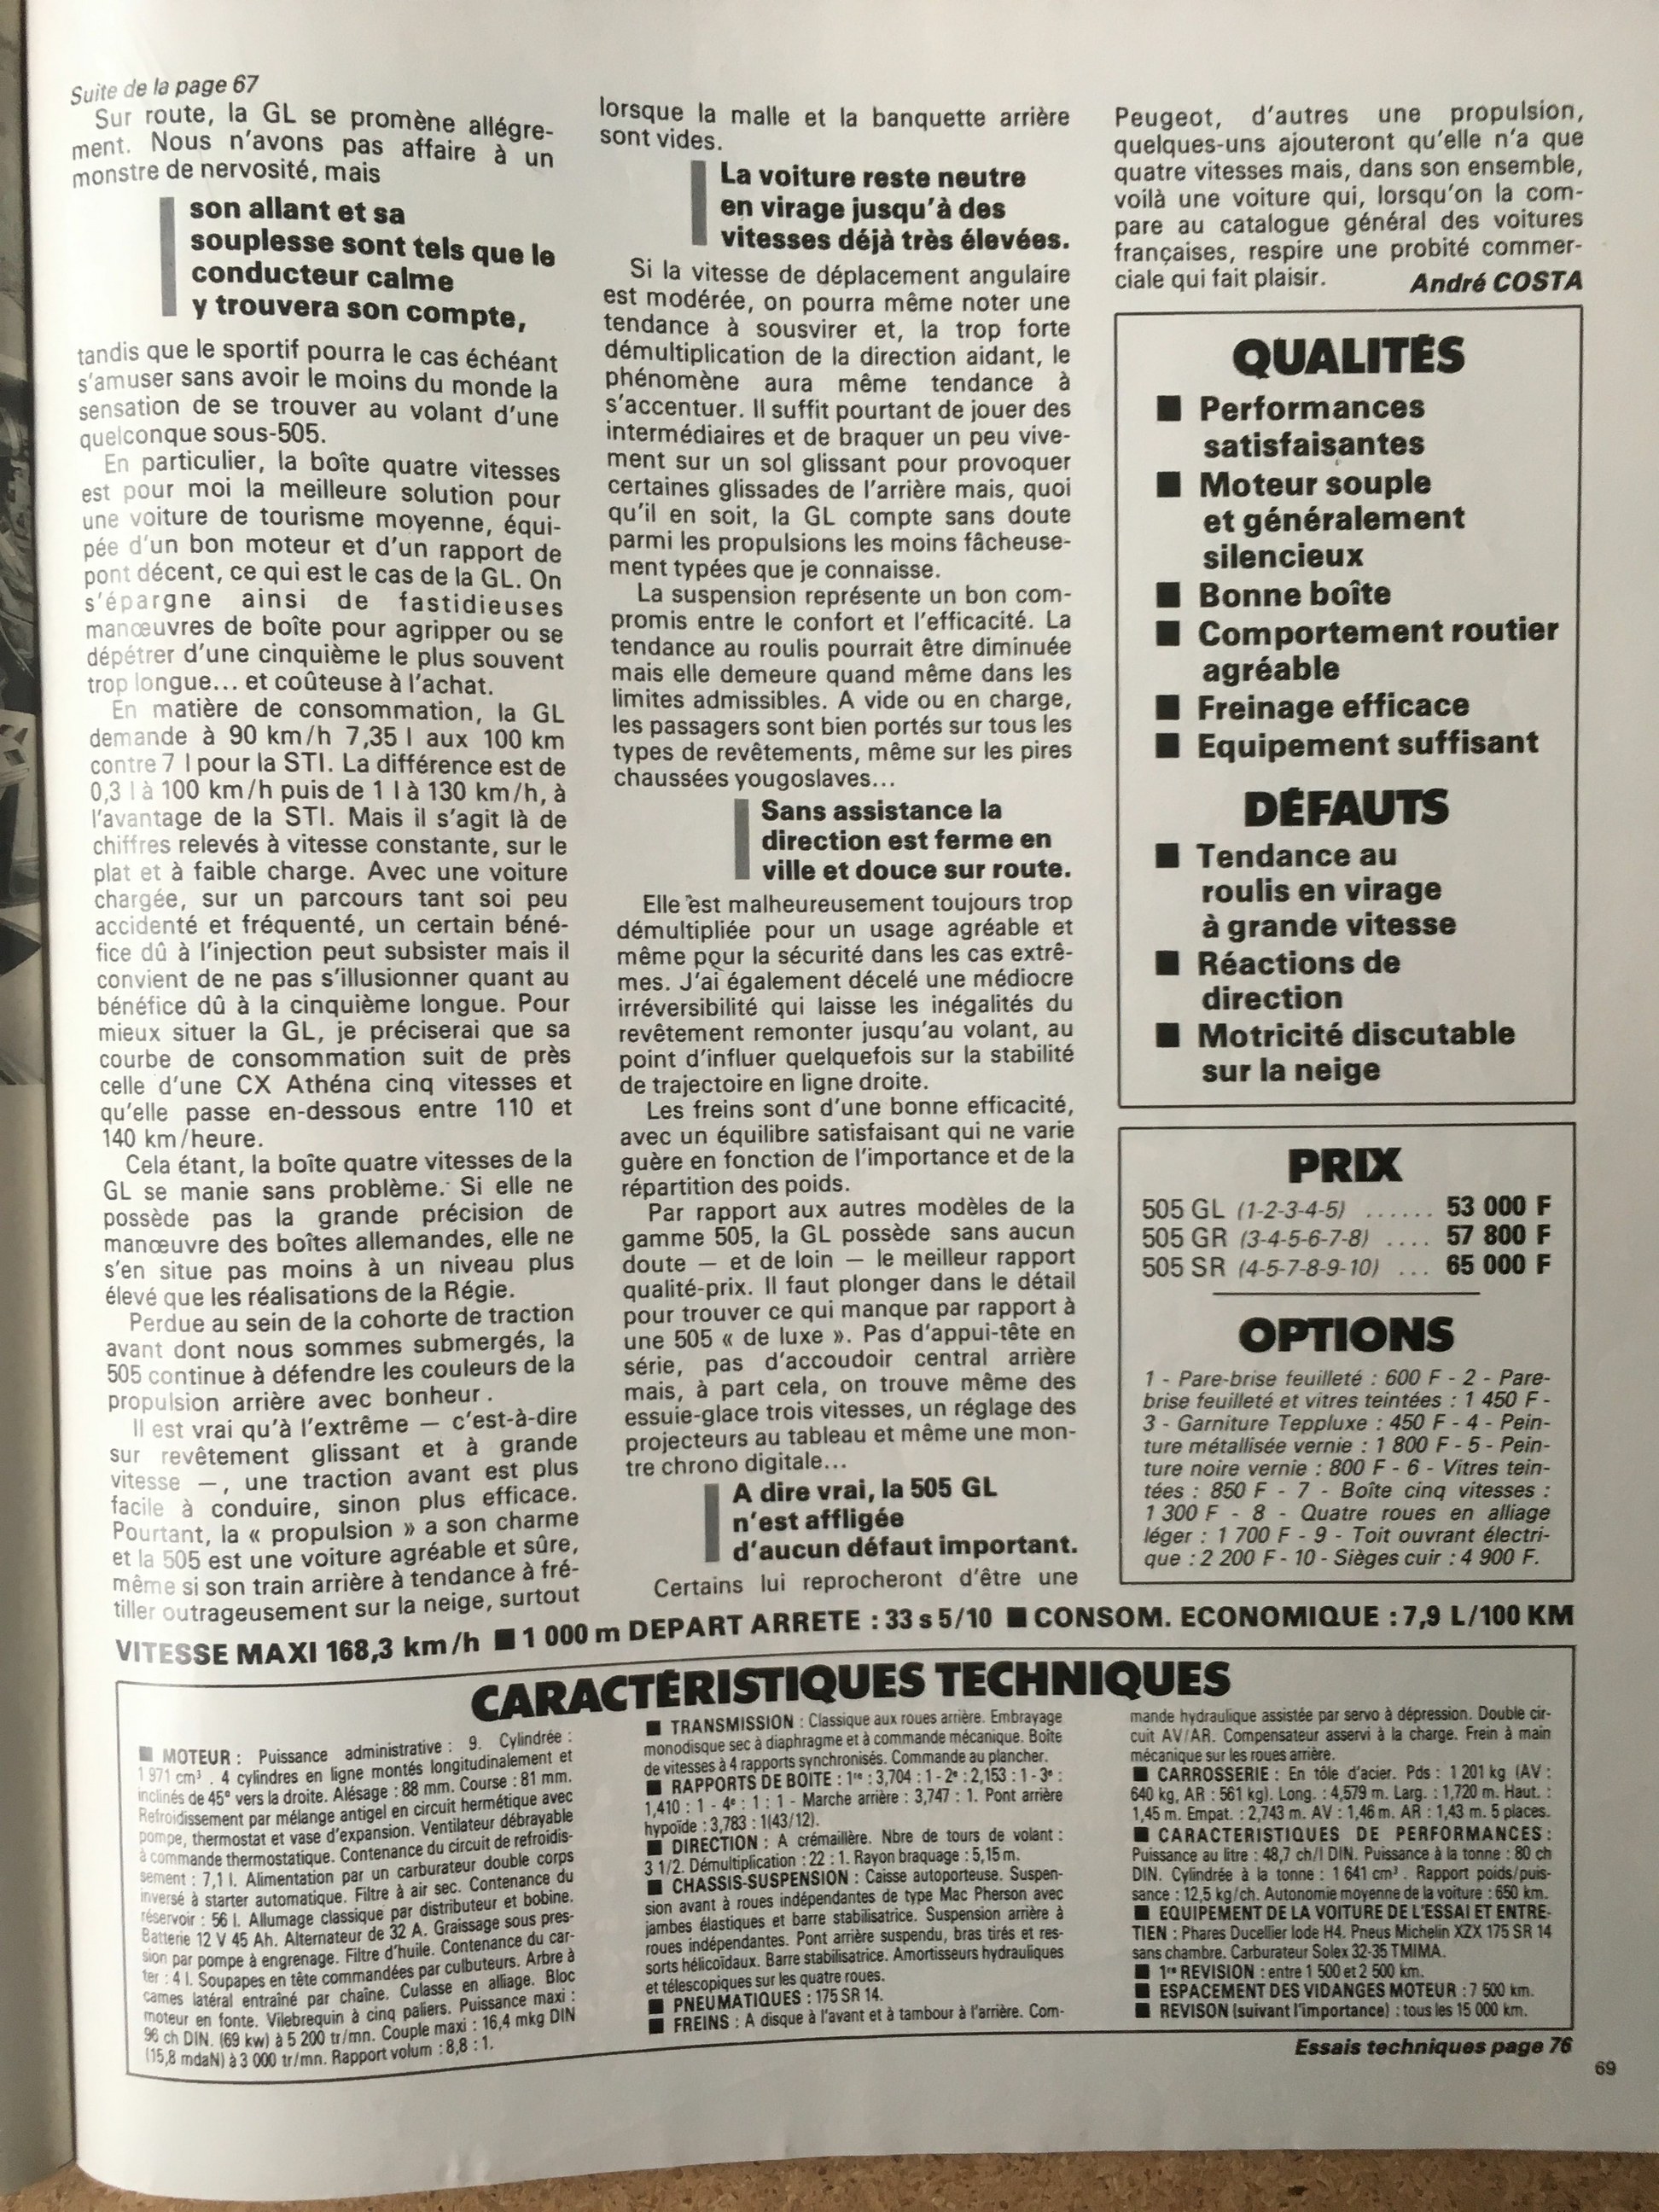 Suite de la page 67
Sur route, la GL se promène allégre-
ment. Nous n'avons pas affaire à un
monstre de nervosité, mais
son allant et sa
souplesse sont tels que le
conducteur calme
y trouvera son compte,
tandis que le sportif pourra le cas échéant
s'amuser sans avoir le moins du monde la
sensation de se trouver au volant d'une
quelconque sous-505.
En particulier, la boîte quatre vitesses
est pour moi la meilleure solution pour
une voiture de tourisme moyenne, équi-
pée d'un bon moteur et d'un rapport de
pont décent, ce qui est le cas de la GL. On
s'épargne ainsi de fastidieuses
manœuvres de boîte pour agripper ou se
dépétrer d'une cinquième le plus souvent
trop longue... et coûteuse à l'achat.
En matière de consommation, la GL
demande à 90 km/h 7,35 l aux 100 km
contre 7 l pour la STI. La différence est de
0,3 l à 100 km/h puis de 1 l à 130 km/h, à
l'avantage de la STI. Mais il s'agit là de
chiffres relevés à vitesse constante, sur le
plat et à faible charge. Avec une voiture
chargée, sur un parcours tant soi peu
accidenté et fréquenté, un certain béné-
fice dû à l'injection peut subsister mais il
convient de ne pas s'illusionner quant au
bénéfice dû à la cinquième longue. Pour
mieux situer la GL, je préciserai que sa
courbe de consommation suit de près
celle d'une CX Athéna cinq vitesses et
qu'elle passe en-dessous entre 110 et
140 km/heure.
Cela étant, la boîte quatre vitesses de la
GL se manie sans problème. Si elle ne
possède pas la grande précision de
manœuvre des boîtes allemandes, elle ne
s'en situe pas moins à un niveau plus
élevé que les réalisations de la Régie.
Perdue au sein de la cohorte de traction
avant dont nous sommes submergés, la
505 continue à défendre les couleurs de la
propulsion arrière avec bonheur.
Il est vrai qu'à l'extrême — c'est-à-dire
sur revêtement glissant et à grande
vitesse —, une traction avant est plus
facile à conduire, sinon plus efficace.
Pourtant, la « propulsion » a son charme
et la 505 est une voiture agréable et sûre,
même si son train arrière à tendance à fré-
tiller outrageusement sur la neige, surtout
lorsque la malle et la banquette arrière
sont vides.
La voiture reste neutre
en virage jusqu'à des
vitesses déjà très élevées.
Si la vitesse de déplacement angulaire
est modérée, on pourra même noter une
tendance à sousvirer et, la trop forte
démultiplication de la direction aidant, le
phénomène aura même tendance à
s'accentuer. Il suffit pourtant de jouer des
intermédiaires et de braquer un peu vive-
ment sur un sol glissant pour provoquer
certaines glissades de l'arrière mais, quoi
qu'il en soit, la GL compte sans doute
parmi les propulsions les moins fâcheuse-
ment typées que je connaisse.
La suspension représente un bon com-
promis entre le confort et l'efficacité. La
tendance au roulis pourrait être diminuée
mais elle demeure quand même dans les
limites admissibles. A vide ou en charge,
les passagers sont bien portés sur tous les
types de revêtements, même sur les pires
chaussées yougoslaves...
Sans assistance la
direction est ferme en
ville et douce sur route.
Elle est malheureusement toujours trop
démultipliée pour un usage agréable et
même pour la sécurité dans les cas extrê-
mes. J'ai également décelé une médiocre
irréversibilité qui laisse les inégalités du
revêtement remonter jusqu'au volant, au
point d'influer quelquefois sur la stabilité
de trajectoire en ligne droite.
Les freins sont d'une bonne efficacité,
avec un équilibre satisfaisant qui ne varie
guère en fonction de l'importance et de la
répartition des poids.
Par rapport aux autres modèles de la
gamme 505, la GL possède sans aucun
doute — et de loin — le meilleur rapport
qualité-prix. Il faut plonger dans le détail
pour trouver ce qui manque par rapport à
une 505 « de luxe ». Pas d'appui-tête en
série, pas d'accoudoir central arrière
mais, à part cela, on trouve même des
essuie-glace trois vitesses, un réglage des
projecteurs au tableau et même une mon-
tre chrono digitale...
A dire vrai, la 505 GL
n'est affligée
d'aucun défaut important.
Certains lui reprocheront d'être une
Peugeot, d'autres une propulsion,
quelques-uns ajouteront qu'elle n'a que
quatre vitesses mais, dans son ensemble,
voilà une voiture qui, lorsqu'on la com-
pare au catalogue général des voitures
françaises, respire une probité commer-
ciale qui fait plaisir. André COSTA
QUALITÉS
■ Performances
satisfaisantes
■ Moteur souple
et généralement
silencieux
■ Bonne boîte
■ Comportement routier
agréable
■ Freinage efficace
■ Equipement suffisant
DÉFAUTS
■ Tendance au
roulis en virage
à grande vitesse
■ Réactions de
direction
■ Motricité discutable
sur la neige
PRIX
505 GL (1-2-3-4-5) ...... 53 000 F
505 GR (3-4-5-6-7-8) .... 57 800 F
505 SR (4-5-7-8-9-10) ... 65 000 F
OPTIONS
1 - Pare-brise feuilleté : 600 F - 2 - Pare-
brise feuilleté et vitres teintées : 1 450 F -
3 - Garniture Teppluxe : 450 F - 4 - Pein-
ture métallisée vernie : 1 800 F - 5 - Pein-
ture noire vernie : 800 F - 6 - Vitres tein-
tées : 850 F - 7 - Boîte cinq vitesses :
1 300 F - 8 - Quatre roues en alliage
léger : 1 700 F - 9 - Toit ouvrant électri-
que : 2 200 F - 10 - Sièges cuir : 4 900 F.
VITESSE MAXI 168,3 km/h ■ 1 000 m DEPART ARRETE : 33 s 5/10 ■ CONSOM. ECONOMIQUE : 7,9 L/100 KM
CARACTÉRISTIQUES TECHNIQUES
■ MOTEUR : Puissance administrative : 9. Cylindrée :
1 971 cm³. 4 cylindres en ligne montés longitudinalement et
inclinés de 45° vers la droite. Alésage : 88 mm. Course : 81 mm.
Refroidissement par mélange antigel en circuit hermétique avec
pompe, thermostat et vase d'expansion. Ventilateur débrayable
à commande thermostatique. Contenance du circuit de refroidis-
sement : 7,1 l. Alimentation par un carburateur double corps
inversé à starter automatique. Filtre à air sec. Contenance du
réservoir : 56 l. Allumage classique par distributeur et bobine.
Batterie 12 V 45 Ah. Alternateur de 32 A. Graissage sous pres-
sion par pompe à engrenage. Filtre d'huile. Contenance du car-
ter : 4 l. Soupapes en tête commandées par culbuteurs. Arbre à
cames latéral entraîné par chaîne. Culasse en alliage. Bloc
moteur en fonte. Vilebrequin à cinq paliers. Puissance maxi :
96 ch DIN. (69 kw) à 5 200 tr/mn. Couple maxi : 16,4 mkg DIN
(15,8 mdaN) à 3 000 tr/mn. Rapport volum : 8,8 : 1.
■ TRANSMISSION : Classique aux roues arrière. Embrayage
monodisque sec à diaphragme et à commande mécanique. Boîte
de vitesses à 4 rapports synchronisés. Commande au plancher.
■ RAPPORTS DE BOITE : 1re : 3,704 : 1 - 2e : 2,153 : 1 - 3e :
1,410 : 1 - 4e : 1 : 1 - Marche arrière : 3,747 : 1. Pont arrière
hypoïde : 3,783 : 1(43/12).
■ DIRECTION : A crémaillère. Nbre de tours de volant :
3 1/2. Démultiplication : 22 : 1. Rayon braquage : 5,15 m.
■ CHASSIS-SUSPENSION : Caisse autoporteuse. Suspen-
sion avant à roues indépendantes de type Mac Pherson avec
jambes élastiques et barre stabilisatrice. Suspension arrière à
roues indépendantes. Pont arrière suspendu, bras tirés et res-
sorts hélicoïdaux. Barre stabilisatrice. Amortisseurs hydrauliques
et télescopiques sur les quatre roues.
■ PNEUMATIQUES : 175 SR 14.
■ FREINS : A disque à l'avant et à tambour à l'arrière. Com-
mande hydraulique assistée par servo à dépression. Double cir-
cuit AV/AR. Compensateur asservi à la charge. Frein à main
mécanique sur les roues arrière.
■ CARROSSERIE : En tôle d'acier. Pds : 1 201 kg (AV :
640 kg, AR : 561 kg). Long. : 4,579 m. Larg. : 1,720 m. Haut. :
1,45 m. Empat. : 2,743 m. AV : 1,46 m. AR : 1,43 m. 5 places.
■ CARACTERISTIQUES DE PERFORMANCES :
Puissance au litre : 48,7 ch/l DIN. Puissance à la tonne : 80 ch
DIN. Cylindrée à la tonne : 1 641 cm³. Rapport poids/puis-
sance : 12,5 kg/ch. Autonomie moyenne de la voiture : 650 km.
■ EQUIPEMENT DE LA VOITURE DE L'ESSAI ET ENTRE-
TIEN : Phares Ducellier Iode H4. Pneus Michelin XZX 175 SR 14
sans chambre. Carburateur Solex 32-35 TMIMA.
■ 1re REVISION : entre 1 500 et 2 500 km.
■ ESPACEMENT DES VIDANGES MOTEUR : 7 500 km.
■ REVISON (suivant l'importance) : tous les 15 000 km.
Essais techniques page 76
69